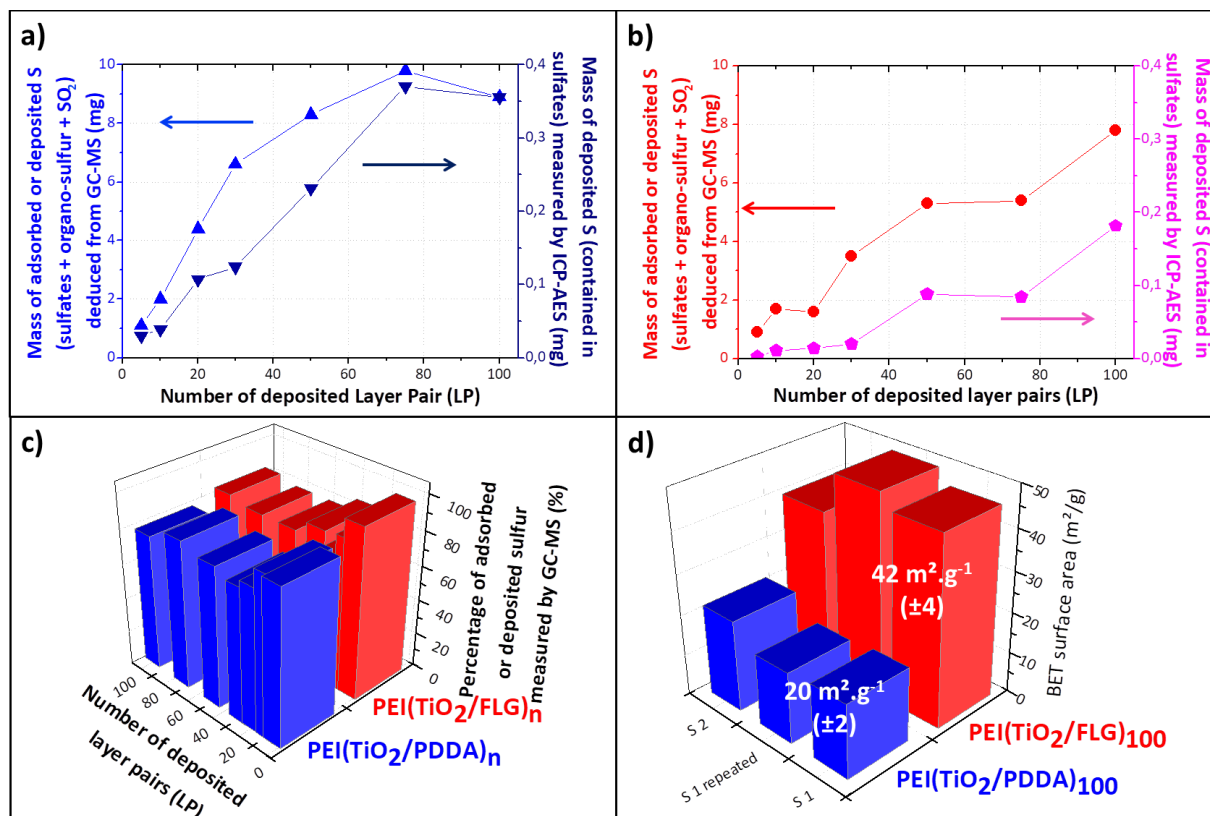 a)
Mass of adsorbed or deposited S
(sulfates + organo-sulfur + SO₂)
deduced from GC-MS (mg)
10
8
6
4
2
0
0,4
0,3
0,2
0,1
0,0
Mass of deposited S (contained in
sulfates) measured by ICP-AES (mg)
0 20 40 60 80 100
Number of deposited Layer Pair (LP)
b)
Mass of adsorbed or deposited S
(sulfates + organo-sulfur + SO₂)
deduced from GC-MS (mg)
10
8
6
4
2
0
0,4
0,3
0,2
0,1
0,0
Mass of deposited S (contained in
sulfates) measured by ICP-AES (mg)
0 20 40 60 80 100
Number of deposited layer pairs (LP)
c)
100
80
60
40
20
0
Percentage of adsorbed
or deposited sulfur
measured by GC-MS (%)
100
80
60
40
20
0
Number of deposited
layer pairs (LP)
PEI(TiO₂/FLG)n
PEI(TiO₂/PDDA)n
d)
50
40
30
20
10
0
BET surface area (m²/g)
42 m².g⁻¹
(±4)
20 m².g⁻¹
(±2)
S 2
S 1 repeated
S 1
PEI(TiO₂/FLG)₁₀₀
PEI(TiO₂/PDDA)₁₀₀